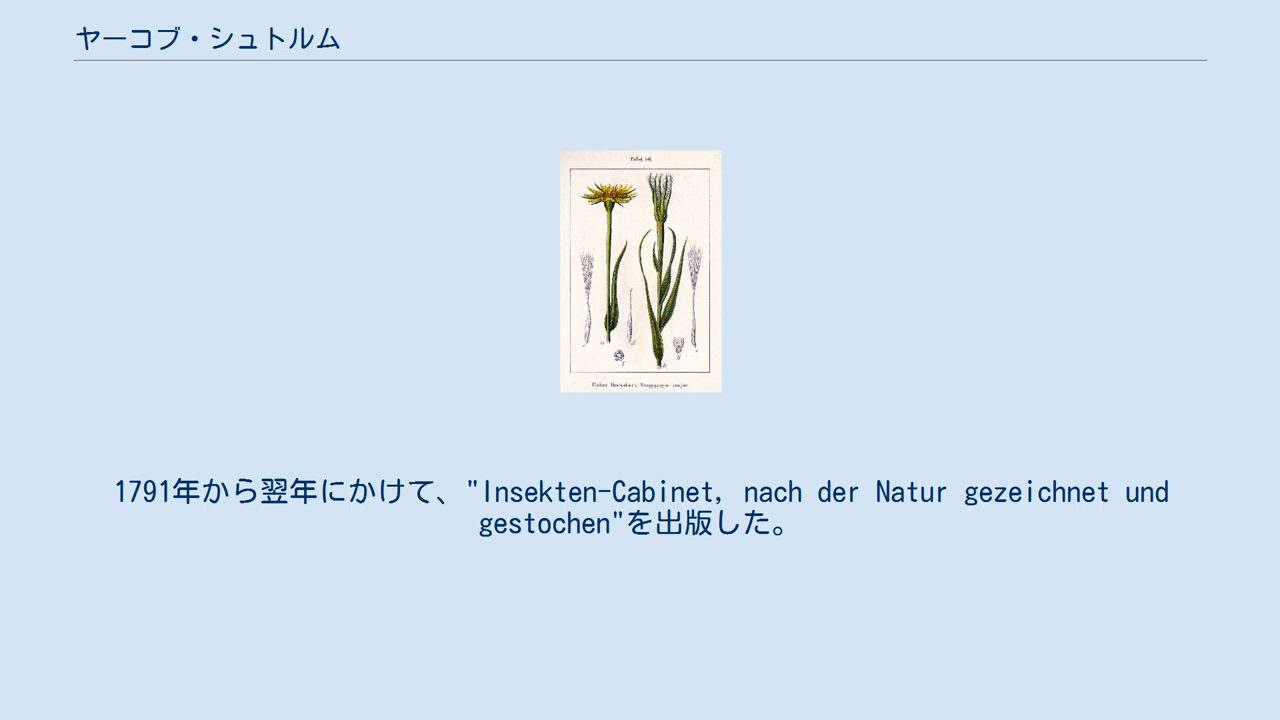 ヤーコブ・シュトルム
1791年から翌年にかけて、"Insekten-Cabinet, nach der Natur gezeichnet und
gestochen"を出版した。